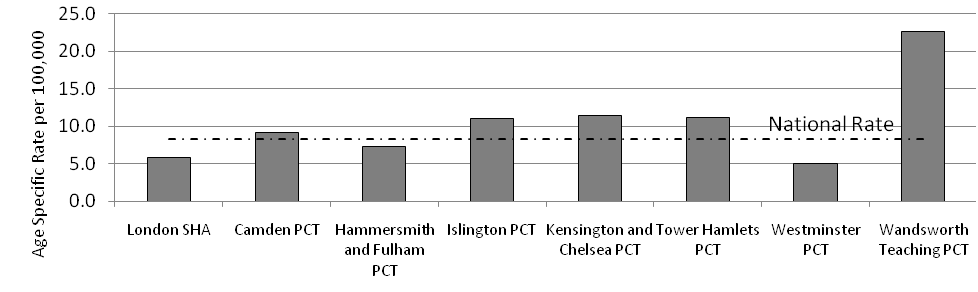 Age Specific Rate per 100,000
25.0
20.0
15.0
10.0
5.0
0.0
National Rate
London SHA
Camden PCT
Hammersmith
and Fulham
PCT
Islington PCT
Kensington and
Chelsea PCT
Tower Hamlets
PCT
Westminster
PCT
Wandsworth
Teaching PCT